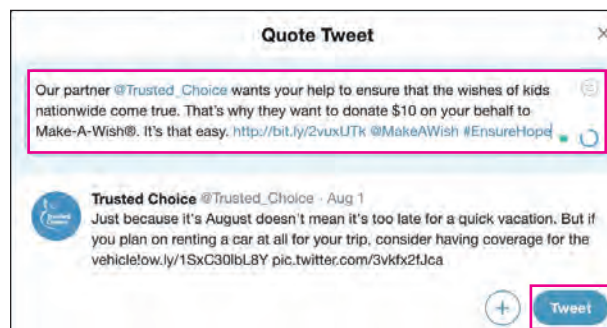 Quote Tweet
Our partner @Trusted_Choice wants your help to ensure that the wishes of kids
nationwide come true. That's why they want to donate $10 on your behalf to
Make-A-Wish®. It's that easy. http://bit.ly/2vuxUTk @MakeAWish #EnsureHope
Trusted Choice @Trusted_Choice · Aug 1
Just because it's August doesn't mean it's too late for a quick vacation. But if
you plan on renting a car at all for your trip, consider having coverage for the
vehicle!ow.ly/1SxC30lbL8Y pic.twitter.com/3vkfx2fJca
Tweet